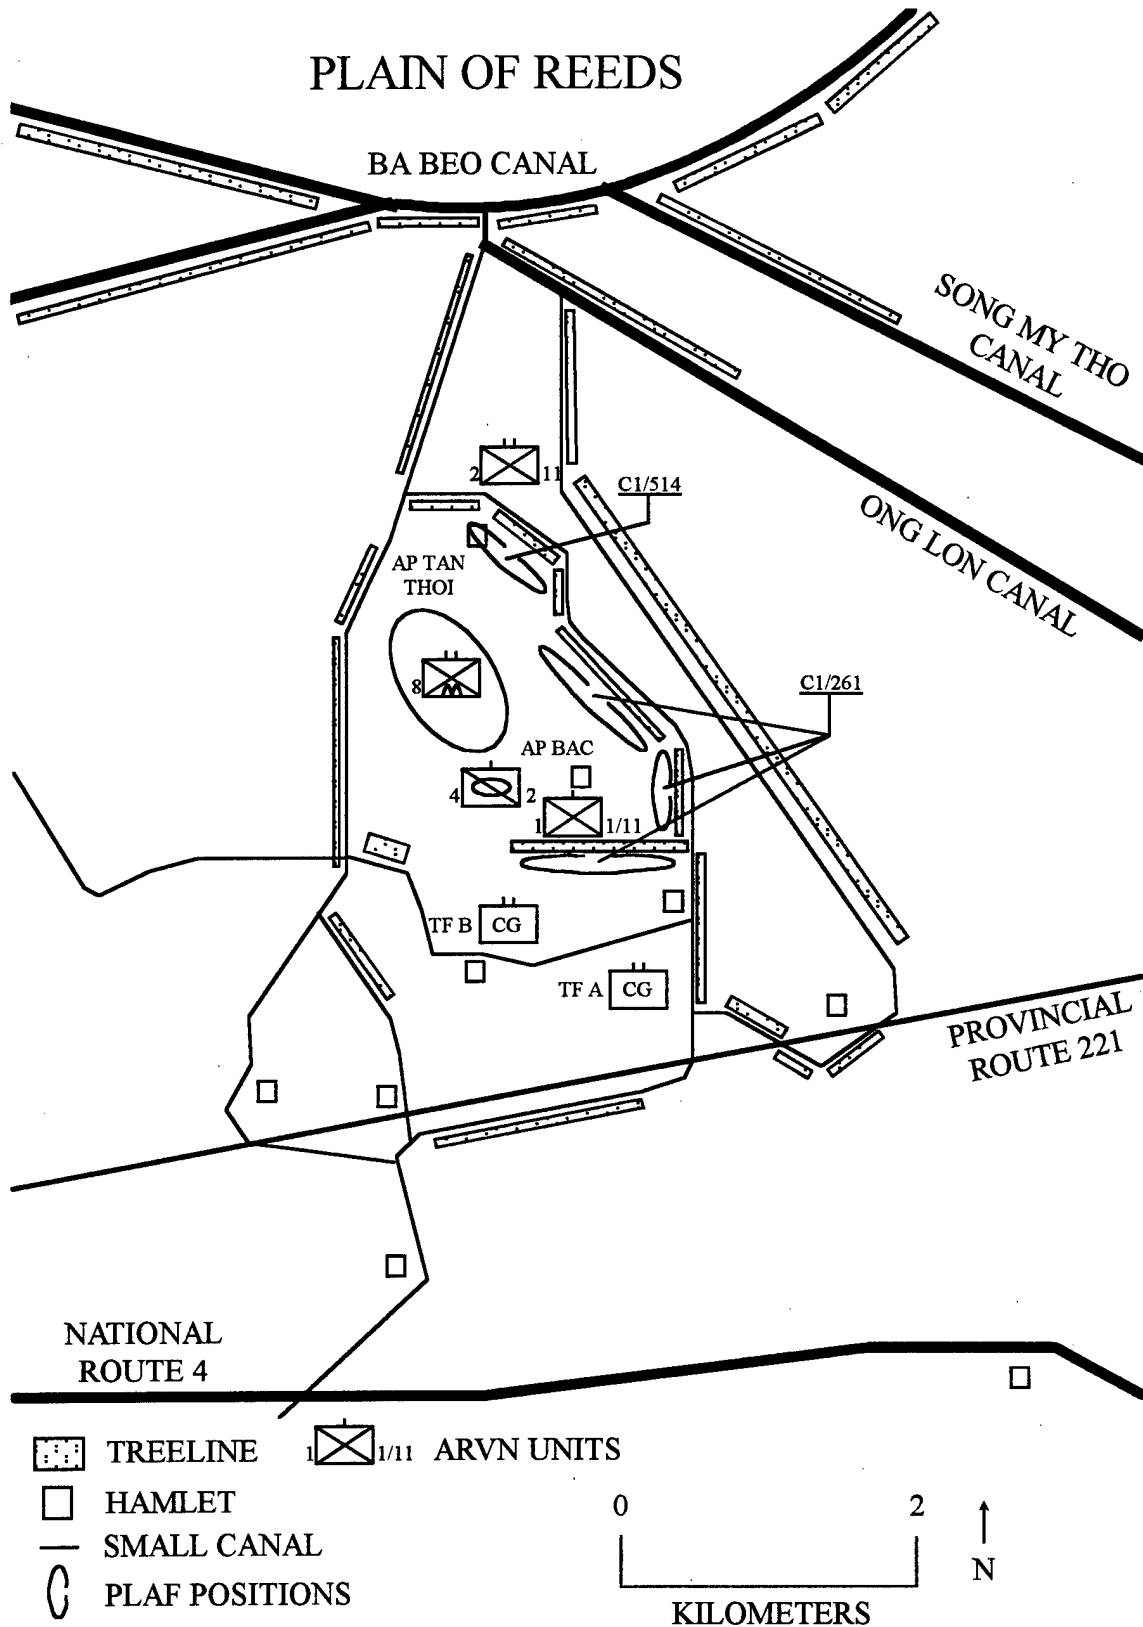 PLAIN OF REEDS
BA BEO CANAL
SONG MY THO
CANAL
2 11
C1/514
ONG LON CANAL
AP TAN
THOI
8
C1/261
AP BAC
4 2
1 1/11
TF B CG
TF A CG
PROVINCIAL
ROUTE 221
NATIONAL
ROUTE 4
TREELINE
1 1/11 ARVN UNITS
HAMLET
SMALL CANAL
PLAF POSITIONS
0 2
N
KILOMETERS